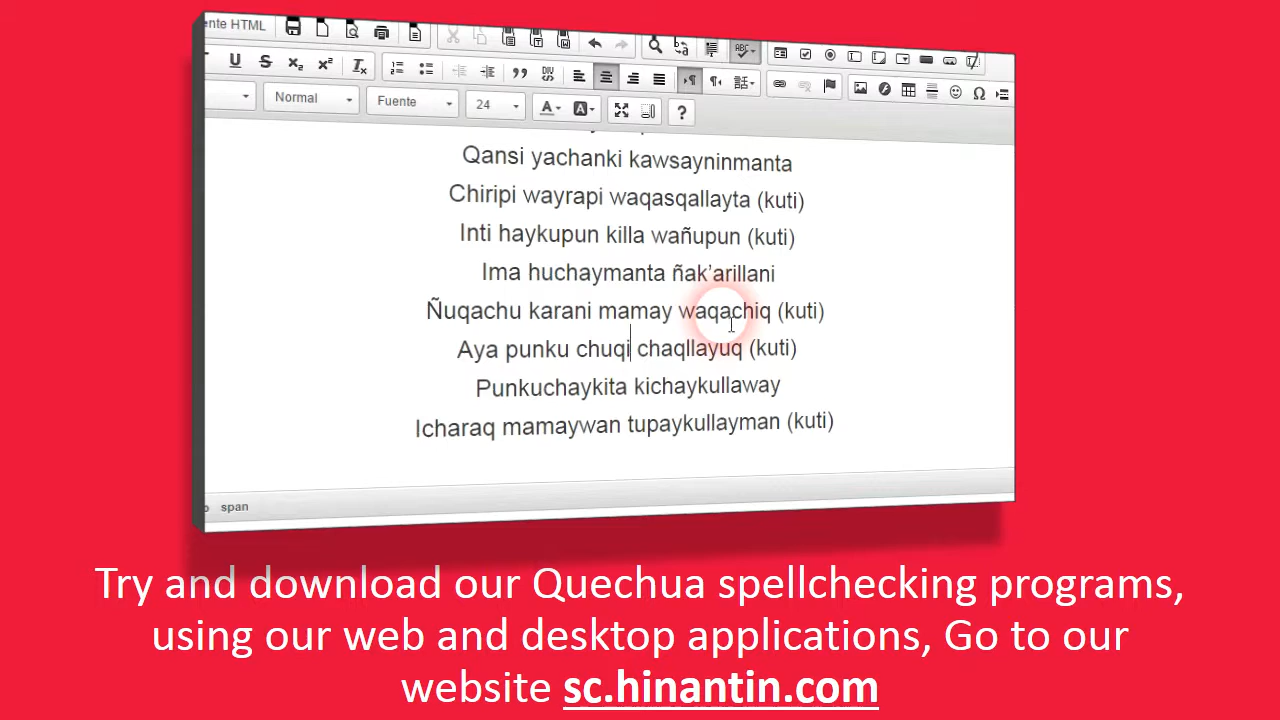 ente HTML
Normal Fuente 24
Qansi yachanki kawsayninmanta
Chiripi wayrapi waqasqallayta (kuti)
Inti haykupun killa wañupun (kuti)
Ima huchaymanta ñak'arillani
Ñuqachu karani mamay waqachiq (kuti)
Aya punku chuqi chaqllayuq (kuti)
Punkuchaykita kichaykullaway
Icharaq mamaywan tupaykullayman (kuti)
span
Try and download our Quechua spellchecking programs,
using our web and desktop applications, Go to our
website sc.hinantin.com